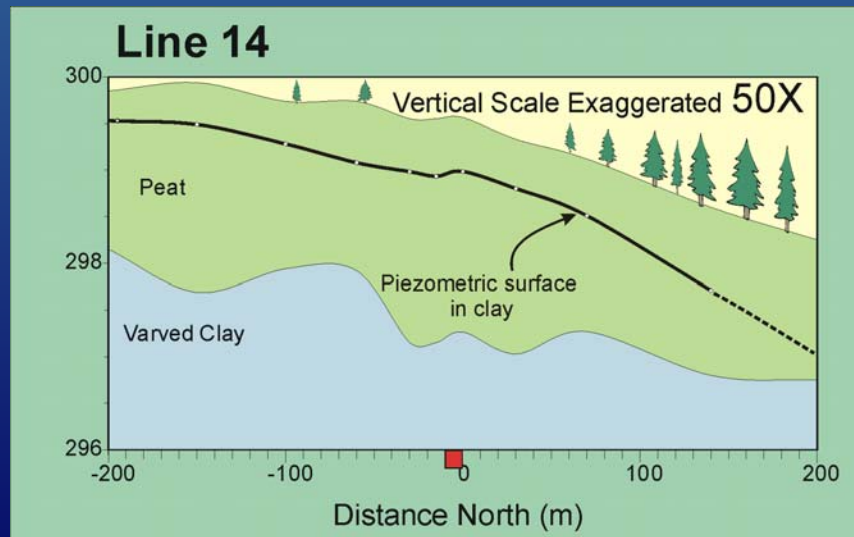 Line 14
300
Vertical Scale Exaggerated 50X
Peat
298
Piezometric surface
in clay
Varved Clay
296
-200
-100
0
100
200
Distance North (m)